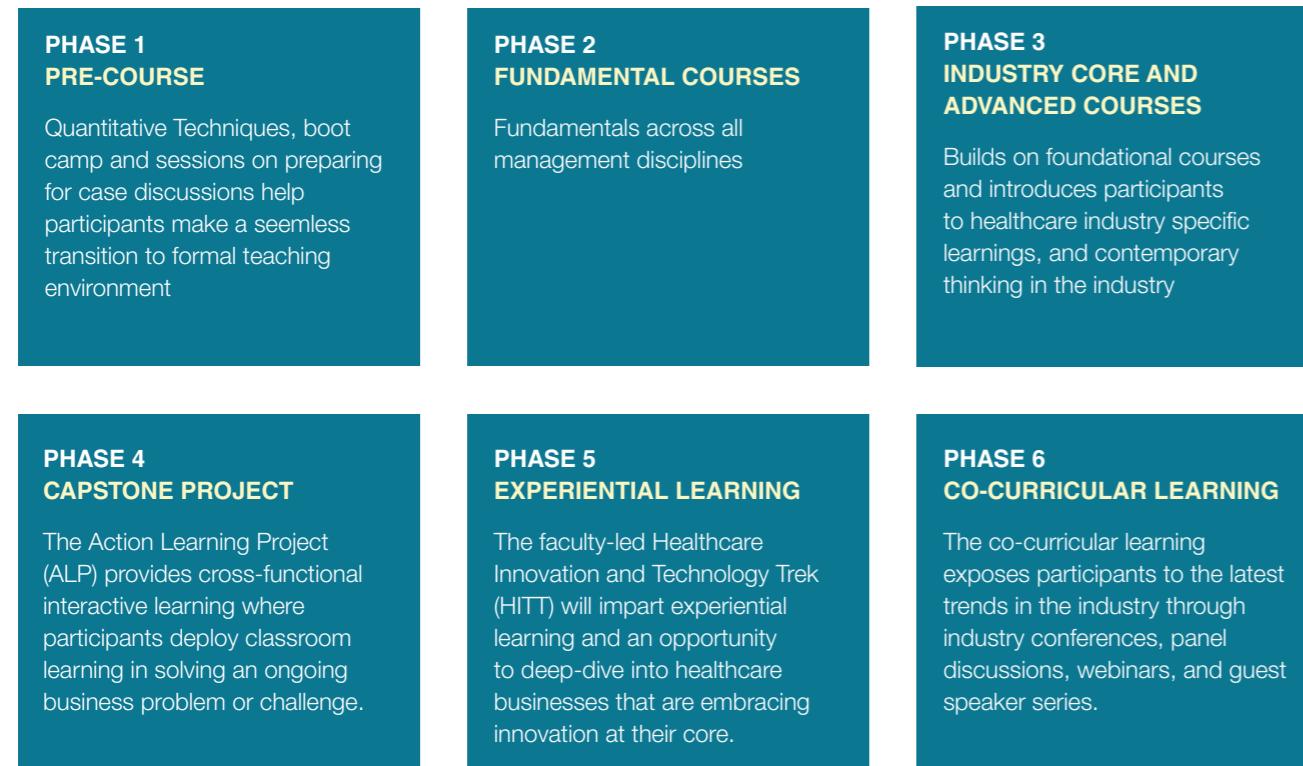 PHASE 1
PRE-COURSE
Quantitative Techniques, boot
camp and sessions on preparing
for case discussions help
participants make a seemless
transition to formal teaching
environment
PHASE 2
FUNDAMENTAL COURSES
Fundamentals across all
management disciplines
PHASE 3
INDUSTRY CORE AND
ADVANCED COURSES
Builds on foundational courses
and introduces participants
to healthcare industry specific
learnings, and contemporary
thinking in the industry
PHASE 4
CAPSTONE PROJECT
The Action Learning Project
(ALP) provides cross-functional
interactive learning where
participants deploy classroom
learning in solving an ongoing
business problem or challenge.
PHASE 5
EXPERIENTIAL LEARNING
The faculty-led Healthcare
Innovation and Technology Trek
(HITT) will impart experiential
learning and an opportunity
to deep-dive into healthcare
businesses that are embracing
innovation at their core.
PHASE 6
CO-CURRICULAR LEARNING
The co-curricular learning
exposes participants to the latest
trends in the industry through
industry conferences, panel
discussions, webinars, and guest
speaker series.